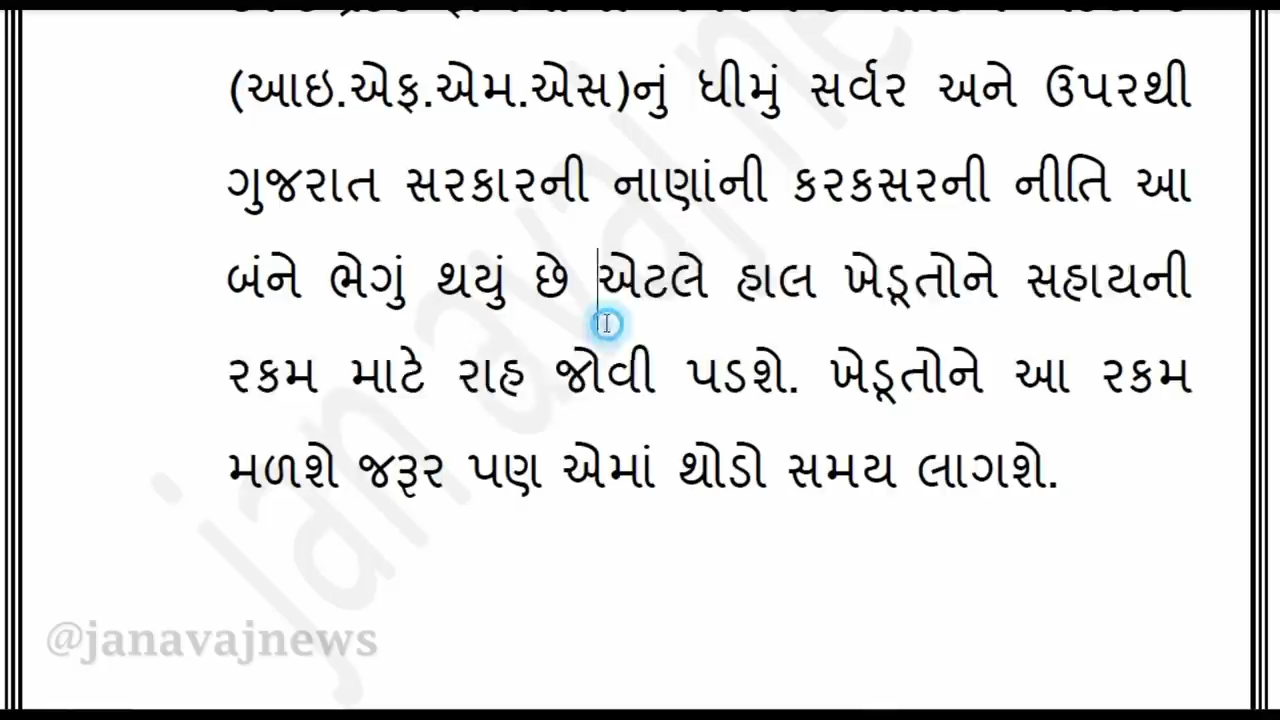 (આઇ.એફ.એમ.એસ)નું ધીમું સર્વર અને ઉપરથી
ગુજરાત સરકારની નાણાંની કરકસરની નીતિ આ
બંને ભેગું થયું છે એટલે હાલ ખેડૂતોને સહાયની
રકમ માટે રાહ જોવી પડશે. ખેડૂતોને આ રકમ
મળશે જરૂર પણ એમાં થોડો સમય લાગશે.
@janavajnews
janavajne